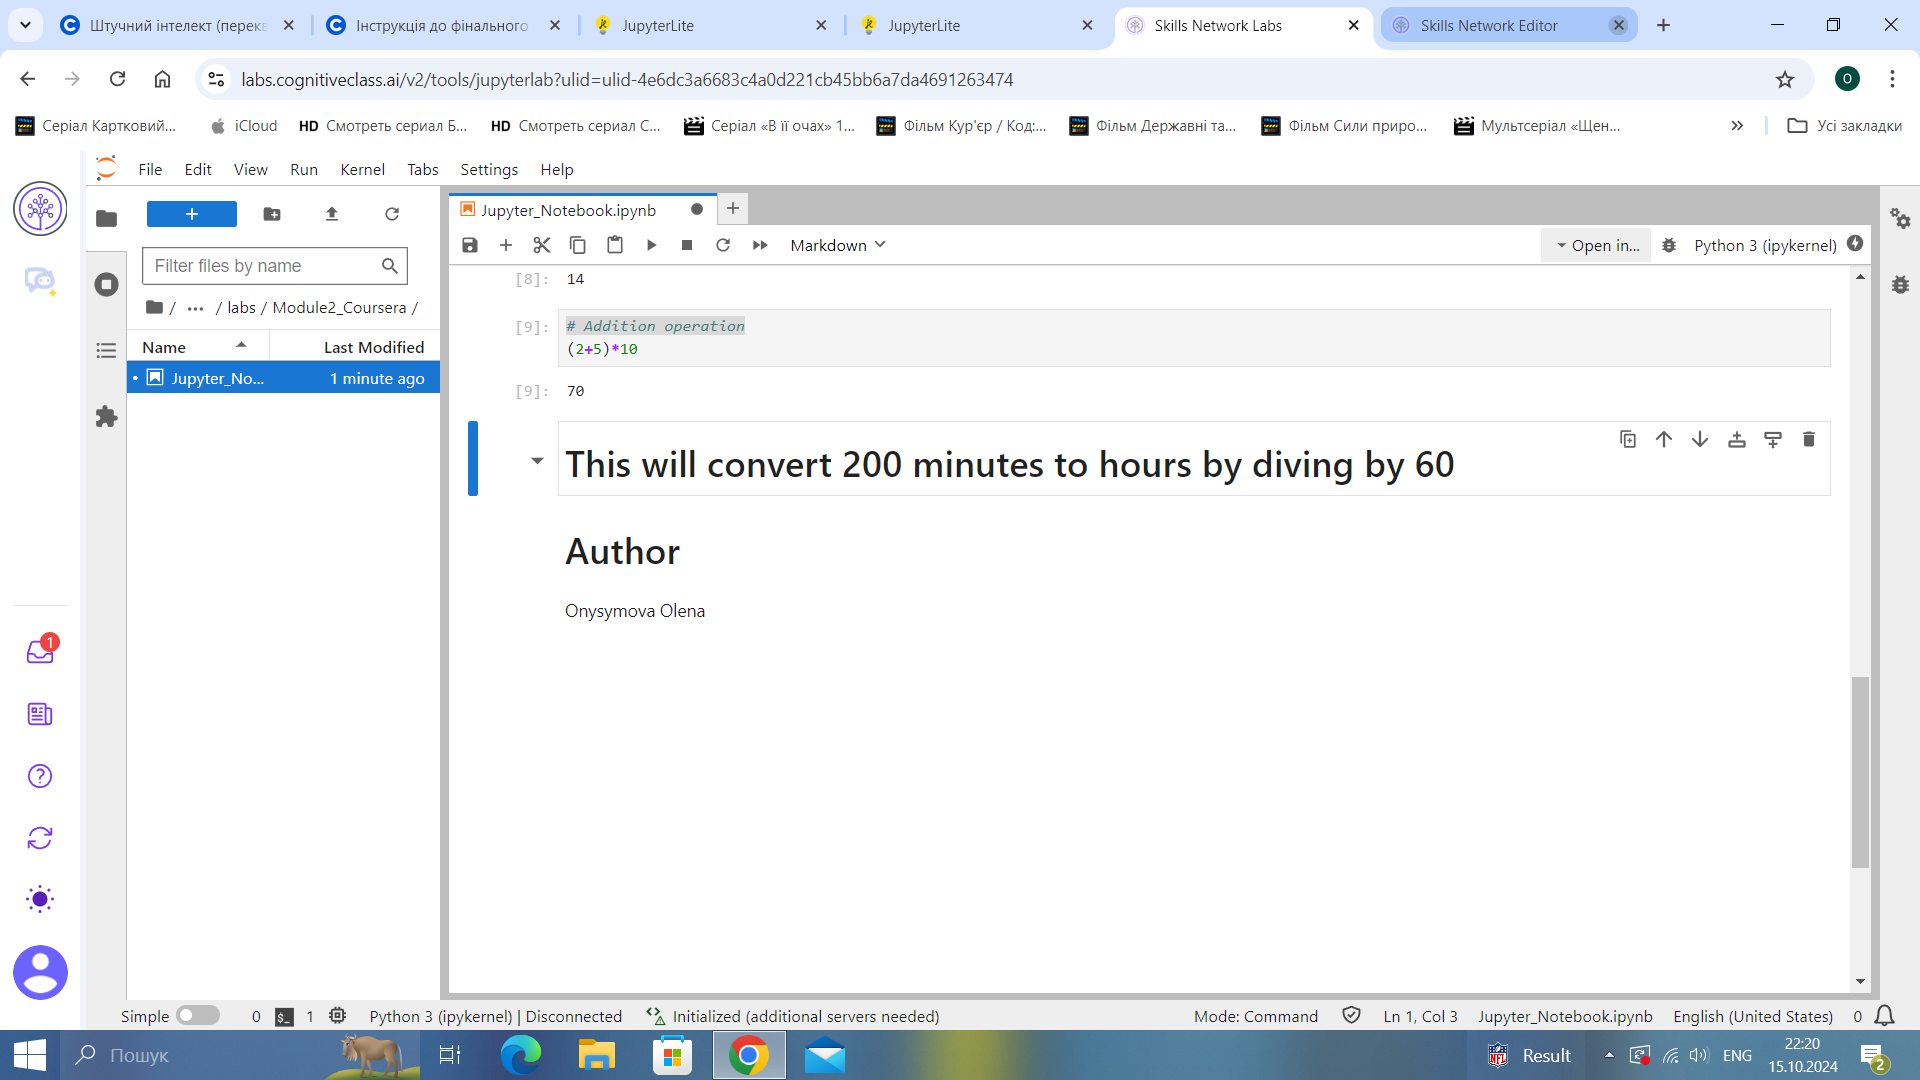 Штучний інтелект (переке
Інструкція до фінального
JupyterLite
JupyterLite
Skills Network Labs
Skills Network Editor
labs.cognitiveclass.ai/v2/tools/jupyterlab?ulid=ulid-4e6dc3a6683c4a0d221cb45bb6a7da4691263474
O
Серіал Картковий...
iCloud
HD Смотреть сериал Б...
HD Смотреть сериал С...
Серіал «В її очах» 1...
Фільм Кур'єр / Код:...
Фільм Державні та...
Фільм Сили приро...
Мультсеріал «Щен...
Усі закладки
File Edit View Run Kernel Tabs Settings Help
Jupyter_Notebook.ipynb
Filter files by name
Markdown
Open in...
Python 3 (ipykernel)
/ ... / labs / Module2_Coursera /
Name Last Modified
Jupyter_No... 1 minute ago
[8]: 14
[9]: # Addition operation
(2+5)*10
[9]: 70
This will convert 200 minutes to hours by diving by 60
Author
Onysymova Olena
1
Simple 0 1 Python 3 (ipykernel) | Disconnected Initialized (additional servers needed)
Mode: Command Ln 1, Col 3 Jupyter_Notebook.ipynb English (United States) 0
Пошук
Result
ENG
22:20
15.10.2024
2